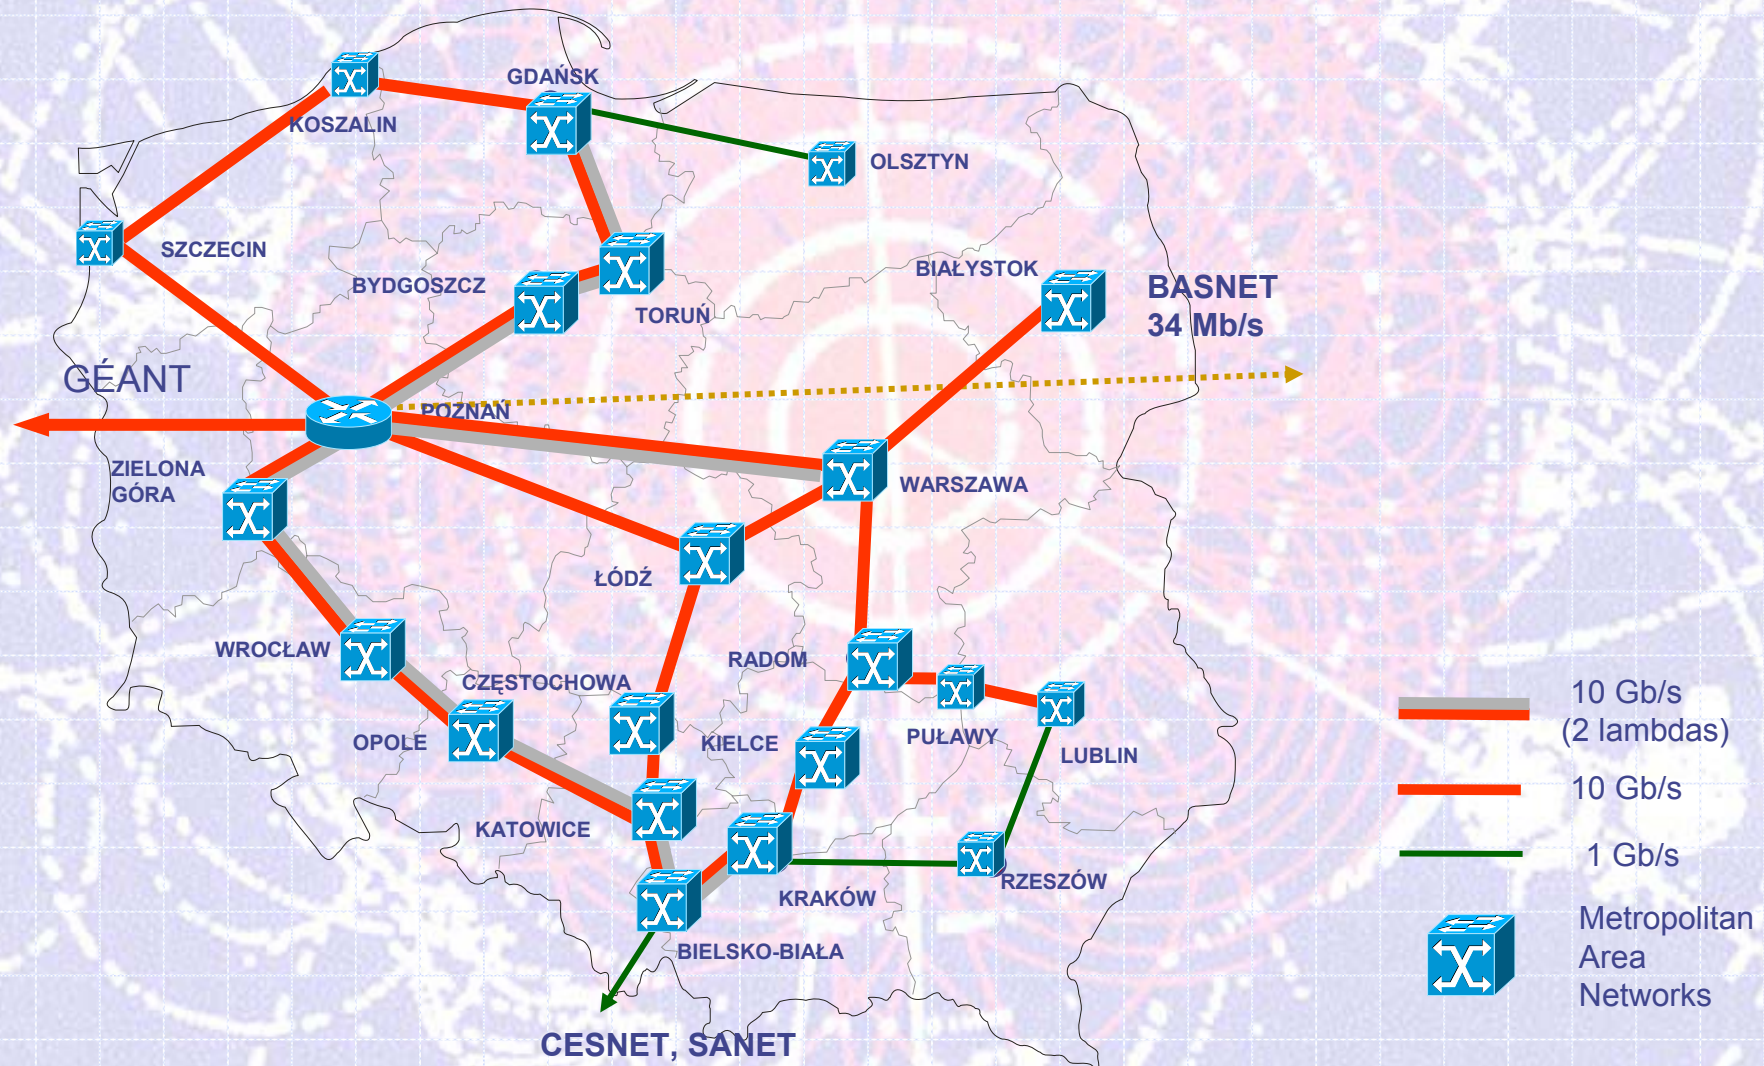 GDAŃSK
KOSZALIN
OLSZTYN
SZCZECIN
BIAŁYSTOK
BYDGOSZCZ
BASNET
34 Mb/s
TORUŃ
GÉANT
POZNAŃ
ZIELONA
GÓRA
WARSZAWA
ŁÓDŹ
WROCŁAW
RADOM
CZĘSTOCHOWA
10 Gb/s
(2 lambdas)
OPOLE
KIELCE
PUŁAWY
LUBLIN
10 Gb/s
KATOWICE
1 Gb/s
RZESZÓW
KRAKÓW
BIELSKO-BIAŁA
Metropolitan
Area
Networks
CESNET, SANET